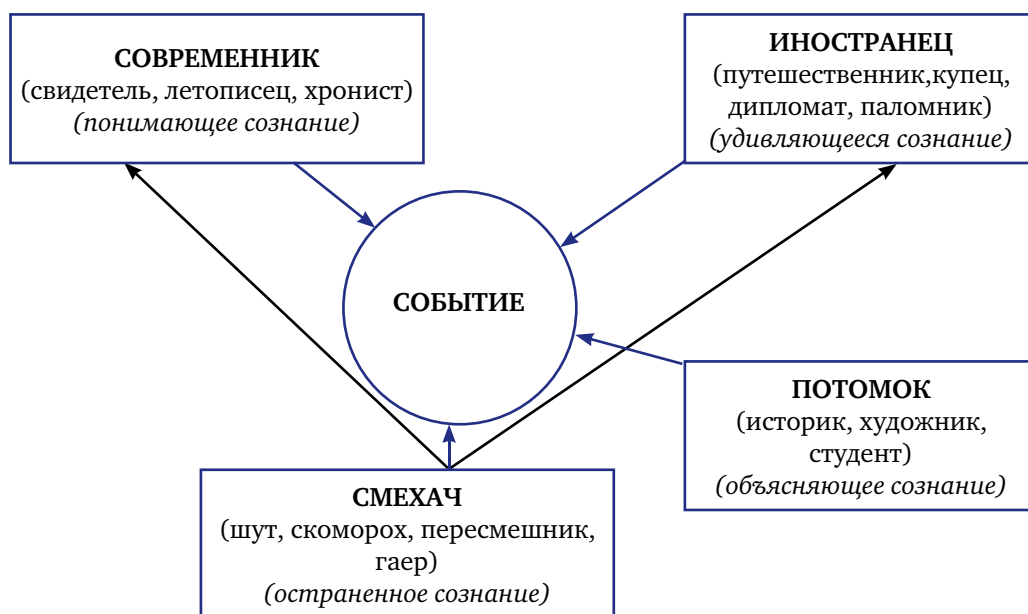 СОВРЕМЕННИК
(свидетель, летописец, хронист)
(понимающее сознание)
ИНОСТРАНЕЦ
(путешественник,купец,
дипломат, паломник)
(удивляющееся сознание)
СОБЫТИЕ
ПОТОМОК
(историк, художник,
студент)
(объясняющее сознание)
СМЕХАЧ
(шут, скоморох, пересмешник,
гаер)
(остраненное сознание)